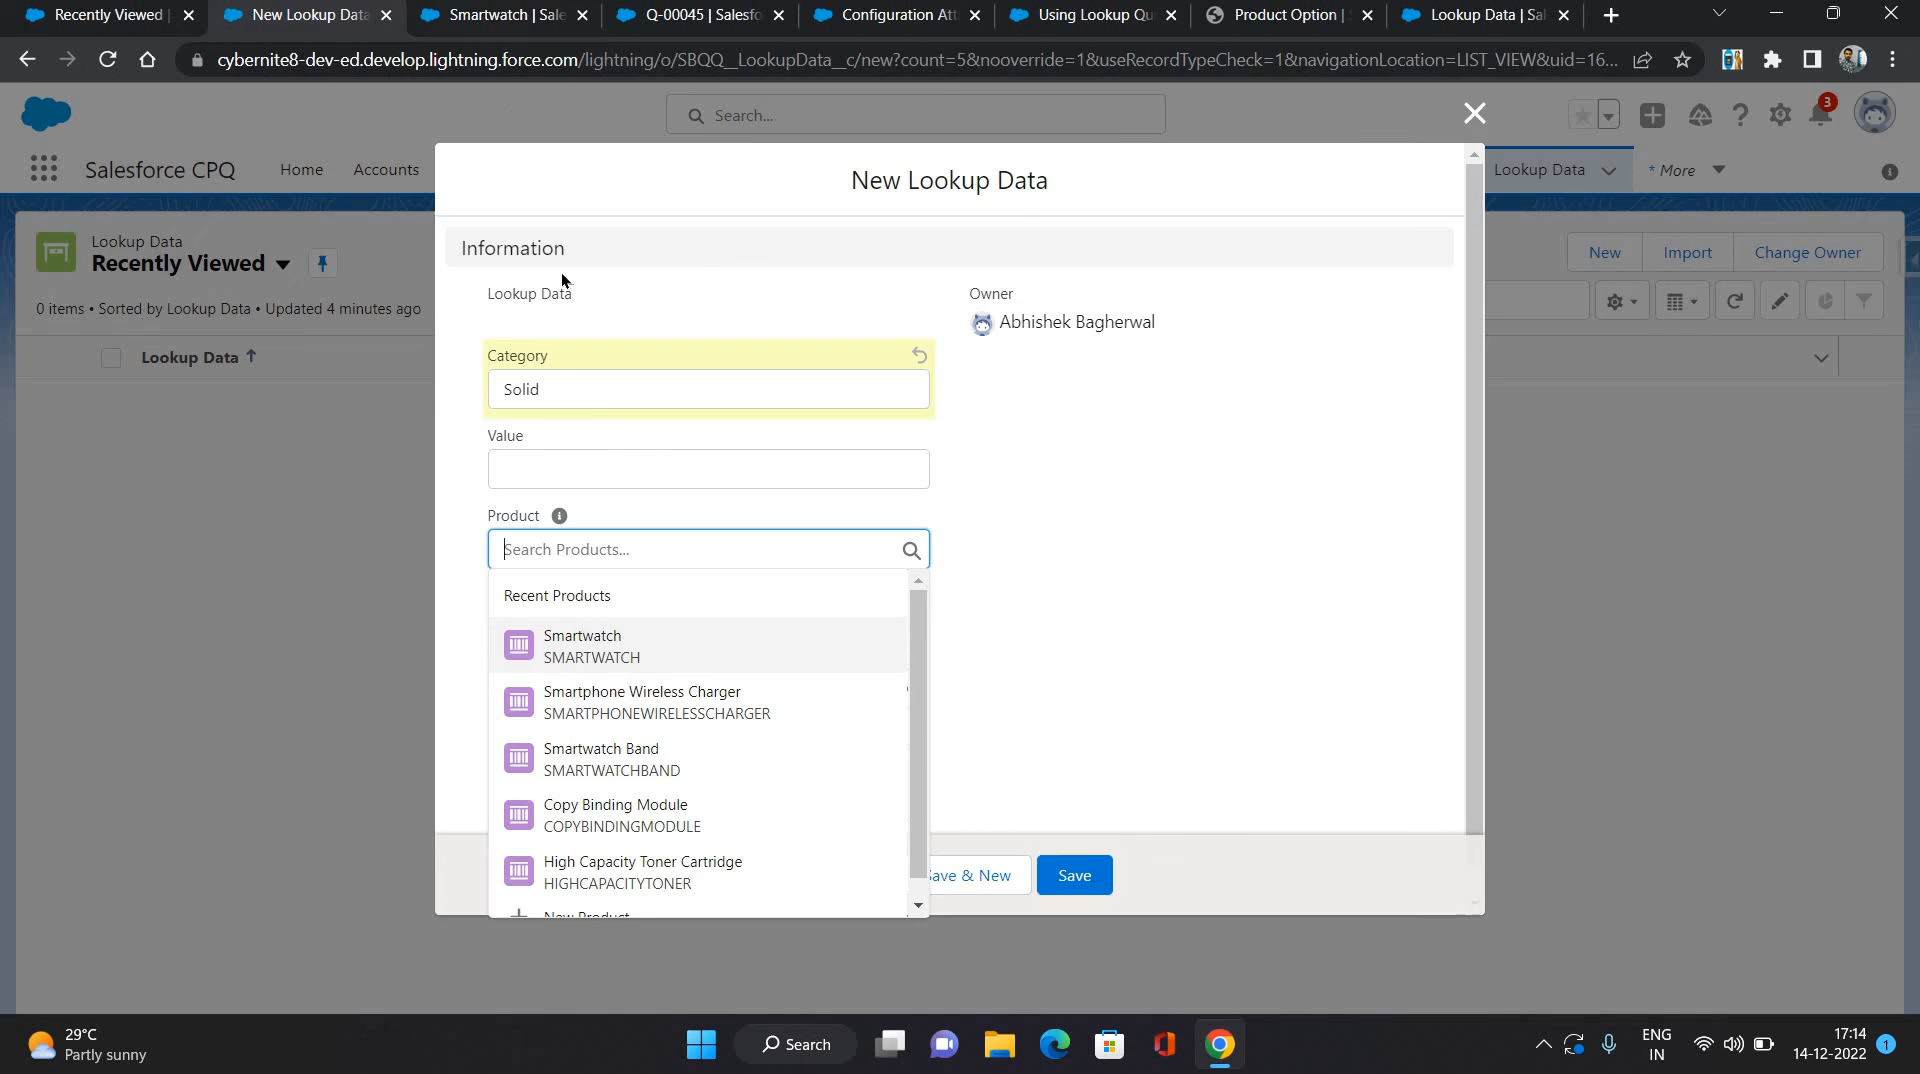 Recently Viewed |
New Lookup Data
Smartwatch | Sale
Q-00045 | Salesfo
Configuration Att
Using Lookup Qu
Product Option |
Lookup Data | Sal
cybernite8-dev-ed.develop.lightning.force.com/lightning/o/SBQQ__LookupData__c/new?count=5&nooverride=1&useRecordTypeCheck=1&navigationLocation=LIST_VIEW&uid=16...
Search...
3
Salesforce CPQ
Home
Accounts
Lookup Data
* More
New Lookup Data
Lookup Data
Recently Viewed
New
Import
Change Owner
0 items • Sorted by Lookup Data • Updated 4 minutes ago
Lookup Data ↑
Information
Lookup Data
Owner
Abhishek Bagherwal
Category
Solid
Value
Product
Search Products...
Recent Products
Smartwatch
SMARTWATCH
Smartphone Wireless Charger
SMARTPHONEWIRELESSCHARGER
Smartwatch Band
SMARTWATCHBAND
Copy Binding Module
COPYBINDINGMODULE
High Capacity Toner Cartridge
HIGHCAPACITYTONER
New Product
Save & New
Save
29°C
Partly sunny
Search
ENG
IN
17:14
14-12-2022
1